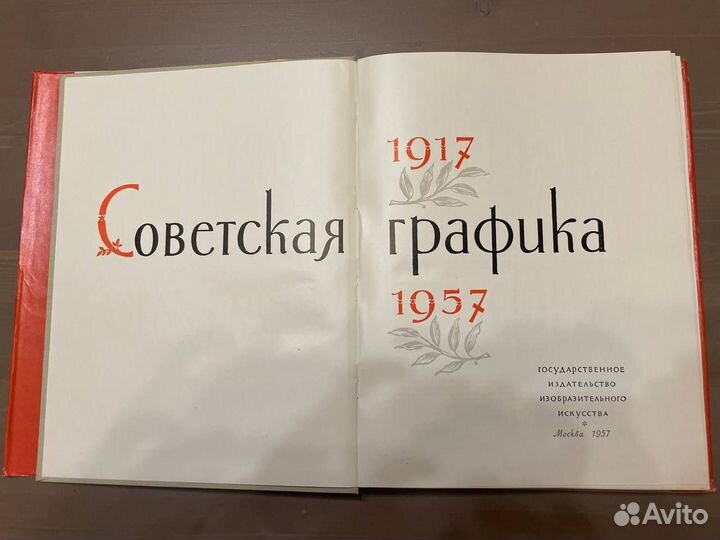 1917
Советская графика
1957
ГОСУДАРСТВЕННОЕ
ИЗДАТЕЛЬСТВО
ИЗОБРАЗИТЕЛЬНОГО
ИСКУССТВА
*
Москва 1957
Avito